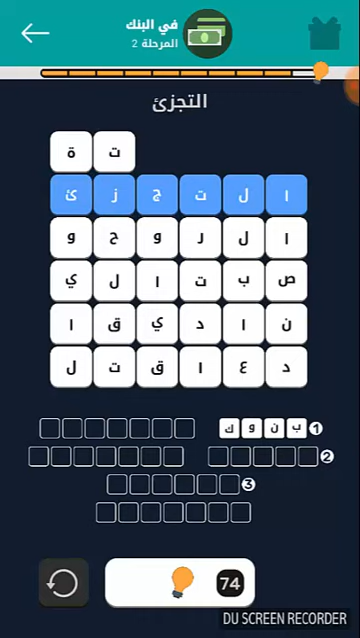 في البنك
المرحلة 2
التجزئ
ت ة
ا ل ت ج ز ئ
ا ل ر و ح و
ص ب ت ا ل ي
ن ا د ي ق ا
د ع ا ق ت ل
1 ب ن و ك
2
3
74
DU SCREEN RECORDER